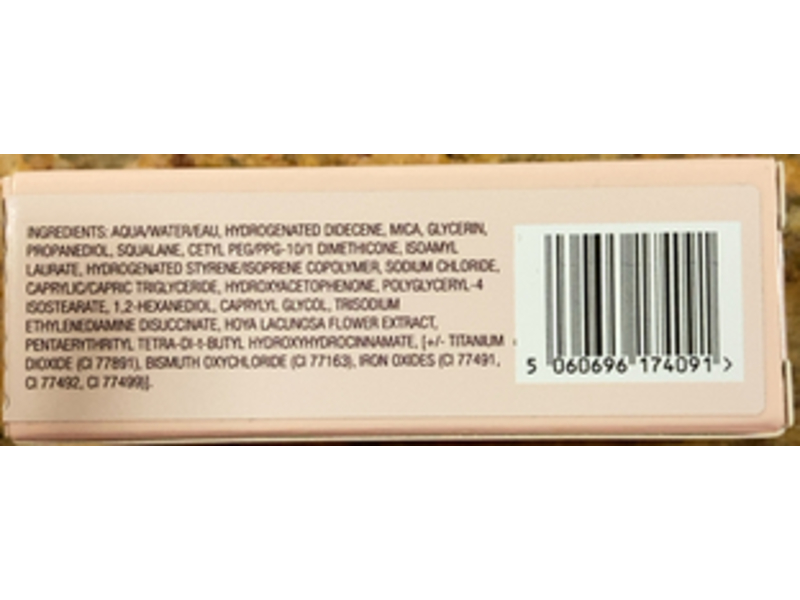 INGREDIENTS: AQUA/WATER/EAU, HYDROGENATED DIDECENE, MICA, GLYCERIN,
PROPANEDIOL, SQUALANE, CETYL PEG/PPG-10/1 DIMETHICONE, ISOAMYL
LAURATE, HYDROGENATED STYRENE/ISOPRENE COPOLYMER, SODIUM CHLORIDE,
CAPRYLIC/CAPRIC TRIGLYCERIDE, HYDROXYACETOPHENONE, POLYGLYCERYL-4
ISOSTEARATE, 1,2-HEXANEDIOL, CAPRYLYL GLYCOL, TRISODIUM
ETHYLENEDIAMINE DISUCCINATE, HOYA LACUNOSA FLOWER EXTRACT,
PENTAERYTHRITYL TETRA-DI-t-BUTYL HYDROXYHYDROCINNAMATE, [+/- TITANIUM
DIOXIDE (CI 77891), BISMUTH OXYCHLORIDE (CI 77163), IRON OXIDES (CI 77491,
CI 77492, CI 77499)].
5 060696 174091 >